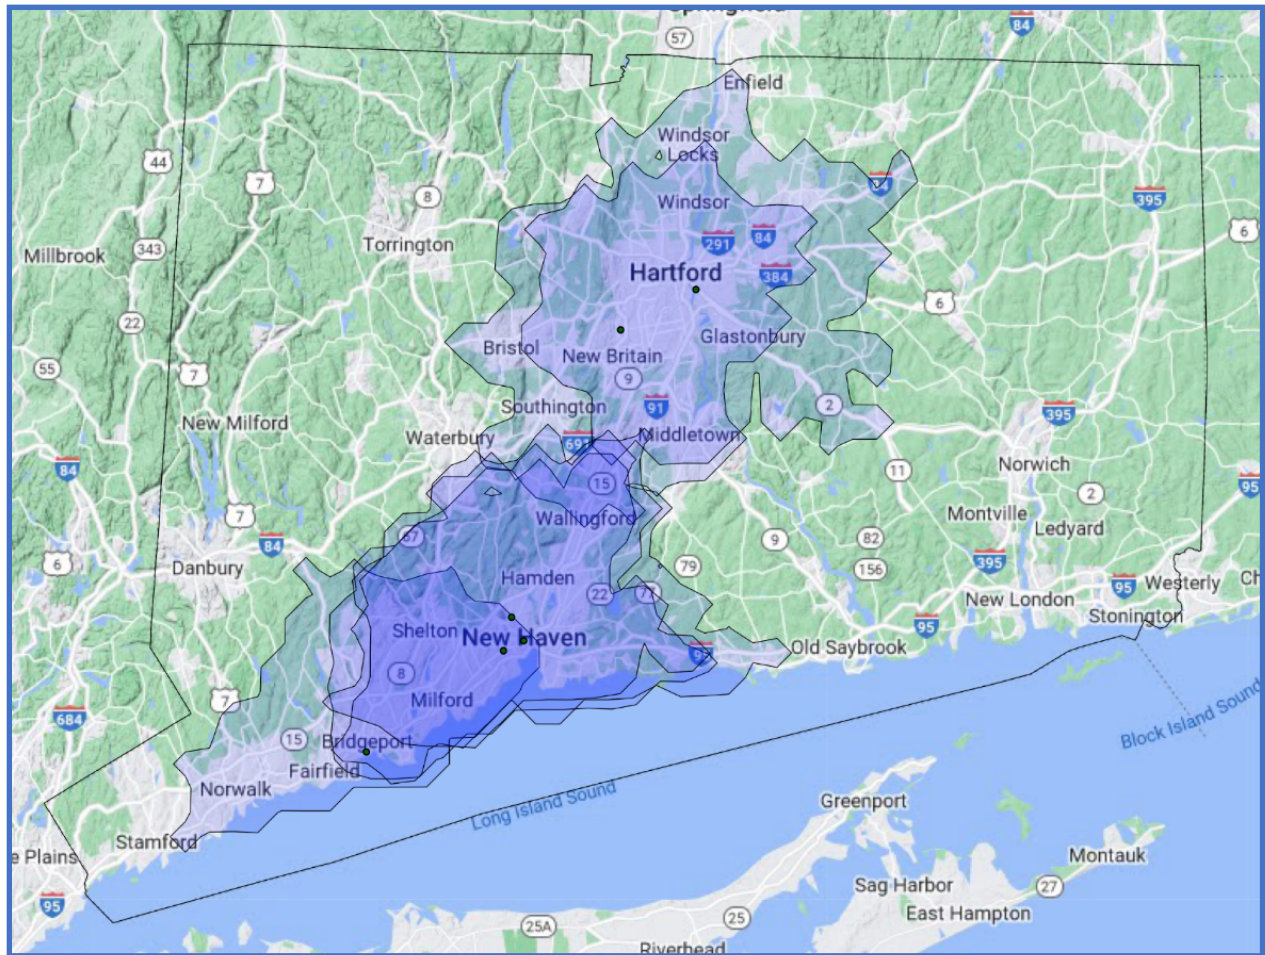 Springfield
57
84
Enfield
Windsor
Locks
44
7
8
84
395
Windsor
6
Millbrook
343
Torrington
291
84
Hartford
384
22
6
Bristol
New Britain
Glastonbury
55
7
9
Southington
91
2
395
New Milford
Waterbury
691
Middletown
84
11
Norwich
15
2
95
7
Wallingford
Montville
Ledyard
67
9
82
84
6
Danbury
79
156
395
Hamden
22
77
95
Westerly
Ch
New London
Stonington
Shelton
New Haven
95
Old Saybrook
8
7
Milford
684
15
Bridgeport
Block Island Sound
Fairfield
Norwalk
Long Island Sound
Greenport
Stamford
e Plains
Montauk
Sag Harbor
27
95
East Hampton
25A
25
Riverhead